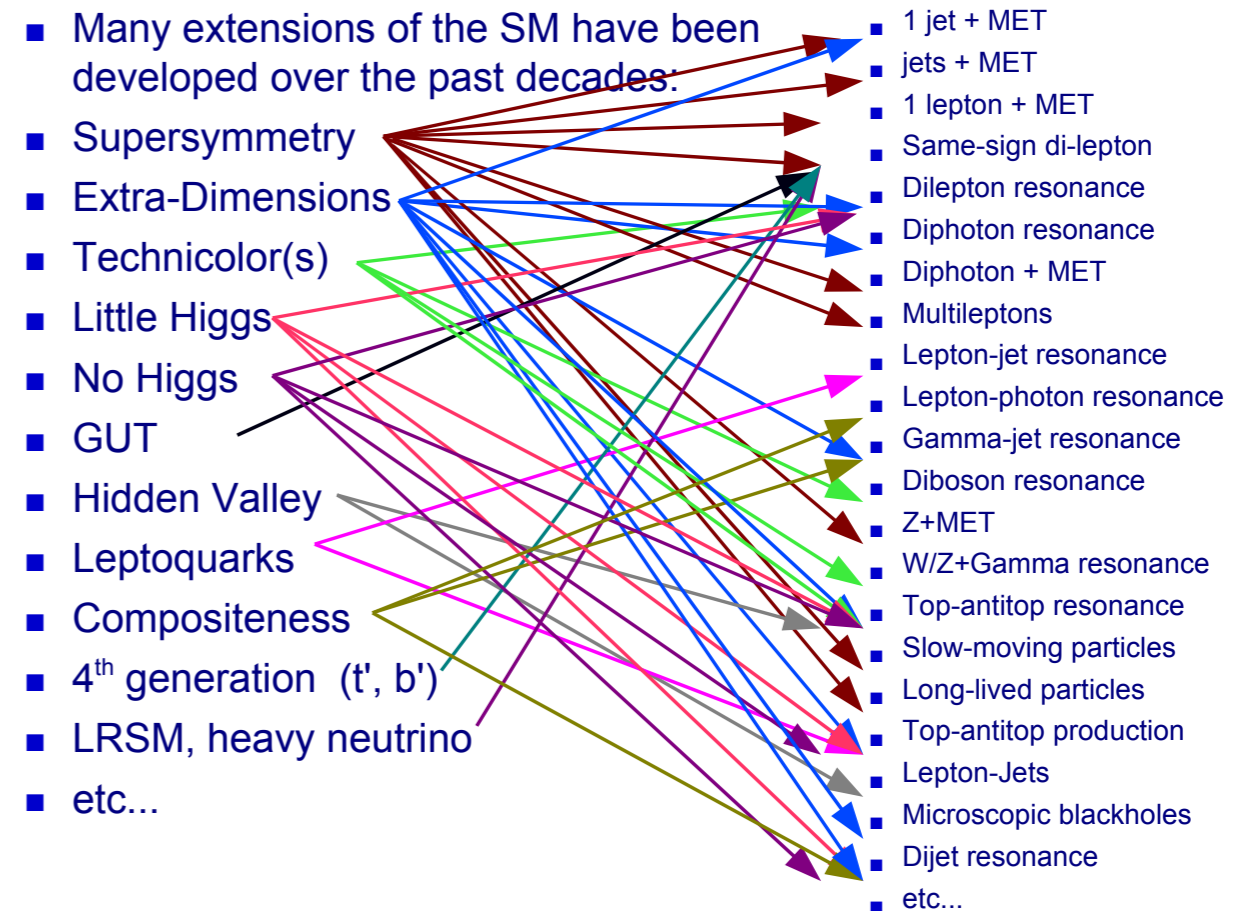 Many extensions of the SM have been
developed over the past decades:
Supersymmetry
Extra-Dimensions
Technicolor(s)
Little Higgs
No Higgs
GUT
Hidden Valley
Leptoquarks
Compositeness
4th generation (t', b')
LRSM, heavy neutrino
etc...
1 jet + MET
jets + MET
1 lepton + MET
Same-sign di-lepton
Dilepton resonance
Diphoton resonance
Diphoton + MET
Multileptons
Lepton-jet resonance
Lepton-photon resonance
Gamma-jet resonance
Diboson resonance
Z+MET
W/Z+Gamma resonance
Top-antitop resonance
Slow-moving particles
Long-lived particles
Top-antitop production
Lepton-Jets
Microscopic blackholes
Dijet resonance
etc...